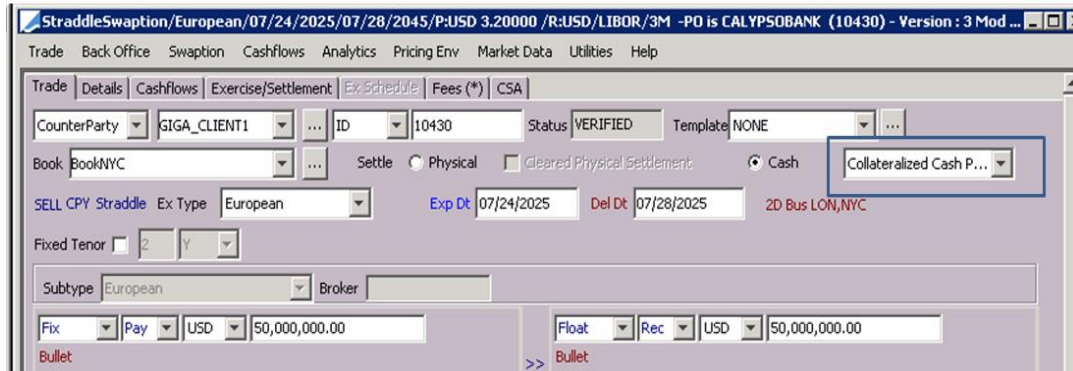 StraddleSwaption/European/07/24/2025/07/28/2045/P:USD 3.20000 /R:USD/LIBOR/3M -PO is CALYPSOBANK (10430) - Version : 3 Mod ...
Trade Back Office Swaption Cashflows Analytics Pricing Env Market Data Utilities Help
Trade Details Cashflows Exercise/Settlement Ex Schedule Fees (*) CSA
CounterParty GIGA_CLIENT1 ... ID 10430 Status VERIFIED Template NONE ...
Book BookNYC ... Settle Physical Cleared Physical Settlement Cash Collateralized Cash P...
SELL CPY Straddle Ex Type European Exp Dt 07/24/2025 Del Dt 07/28/2025 2D Bus LON,NYC
Fixed Tenor 2 Y
Subtype European Broker
Fix Pay USD 50,000,000.00 Float Rec USD 50,000,000.00
Bullet >> Bullet